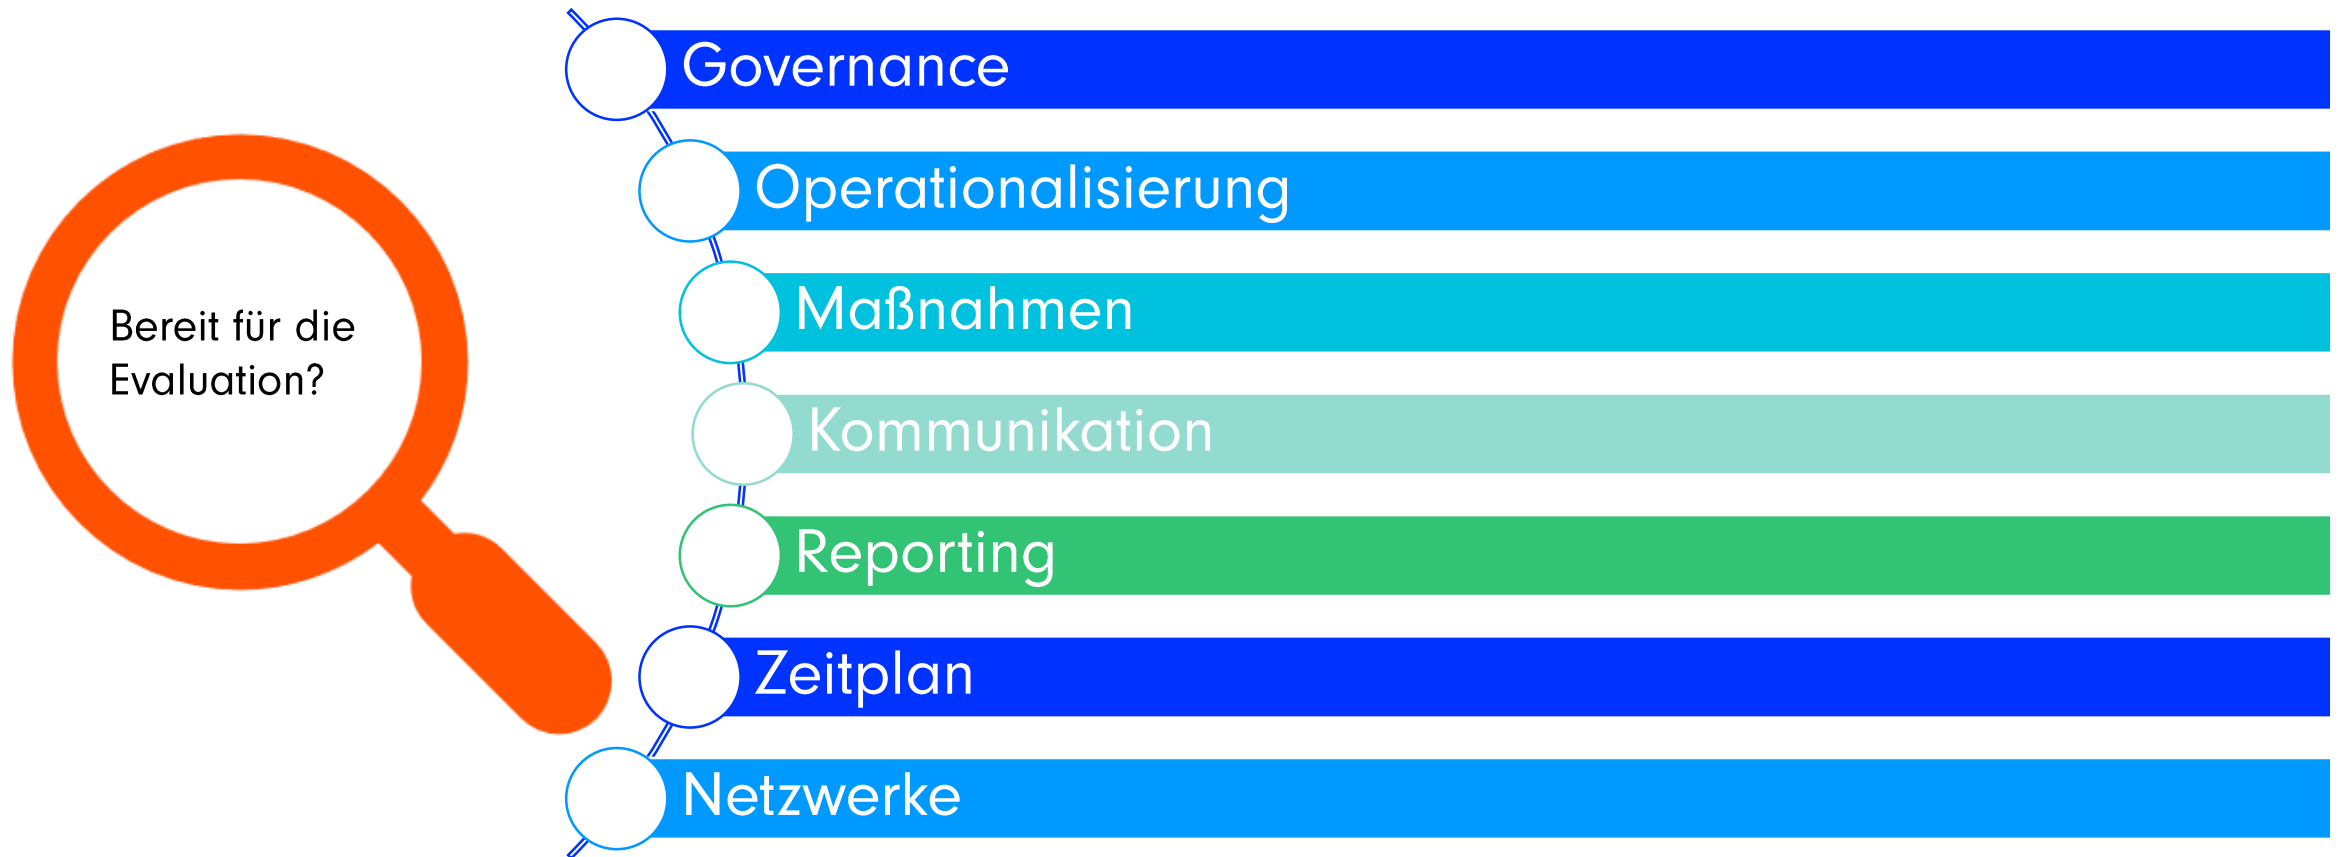 Bereit für die
Evaluation?
Governance
Operationalisierung
Maßnahmen
Kommunikation
Reporting
Zeitplan
Netzwerke